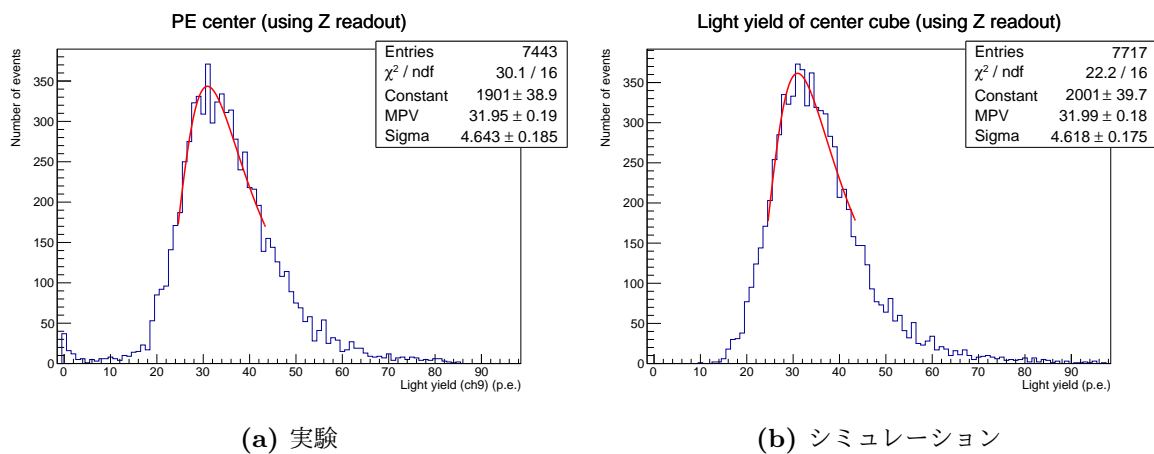 PE center (using Z readout)
Entries 7443
χ² / ndf 30.1 / 16
Constant 1901 ± 38.9
MPV 31.95 ± 0.19
Sigma 4.643 ± 0.185
Number of events
350
300
250
200
150
100
50
0
0 10 20 30 40 50 60 70 80 90
Light yield (ch9) (p.e.)
(a) 実験
Light yield of center cube (using Z readout)
Entries 7717
χ² / ndf 22.2 / 16
Constant 2001 ± 39.7
MPV 31.99 ± 0.18
Sigma 4.618 ± 0.175
Number of events
350
300
250
200
150
100
50
0
0 10 20 30 40 50 60 70 80 90
Light yield (p.e.)
(b) シミュレーション